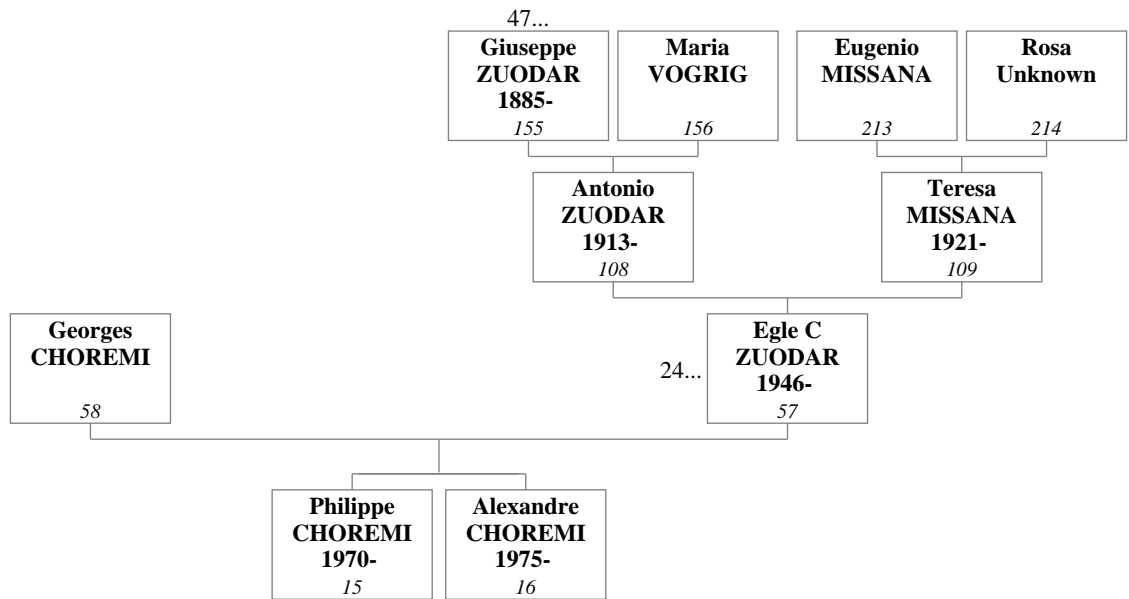 47...
Giuseppe
ZUODAR
1885-
155
Maria
VOGRIG
156
Eugenio
MISSANA
213
Rosa
Unknown
214
Antonio
ZUODAR
1913-
108
Teresa
MISSANA
1921-
109
Georges
CHOREMI
58
24...
Egle C
ZUODAR
1946-
57
Philippe
CHOREMI
1970-
15
Alexandre
CHOREMI
1975-
16